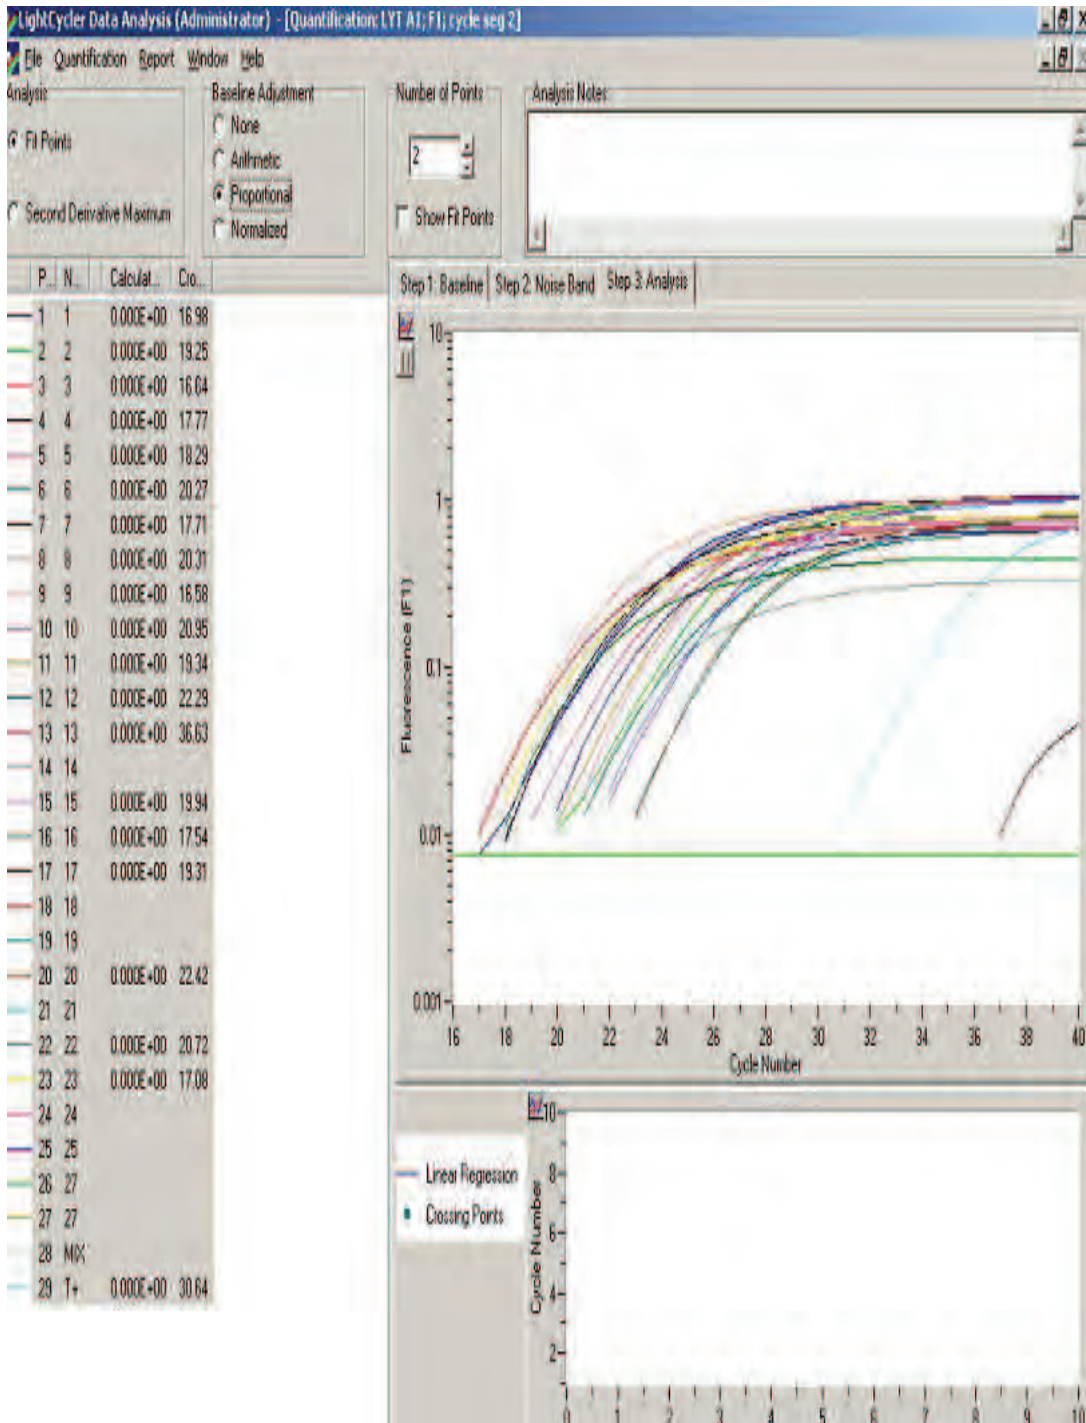 LightCycler Data Analysis (Administrator) - [Quantification: LYT A1; F1; cycle seg 2]
File Quantification Report Window Help
Analysis
Fit Points
Second Derivative Maximum
Baseline Adjustment
None
Arithmetic
Proportional
Normalized
Number of Points
2
Show Fit Points
Analysis Notes
P... N... Calculat... Cro...
1 1 0.000E+00 16.98
2 2 0.000E+00 19.25
3 3 0.000E+00 16.64
4 4 0.000E+00 17.77
5 5 0.000E+00 18.29
6 6 0.000E+00 20.27
7 7 0.000E+00 17.71
8 8 0.000E+00 20.31
9 9 0.000E+00 16.58
10 10 0.000E+00 20.95
11 11 0.000E+00 19.34
12 12 0.000E+00 22.29
13 13 0.000E+00 36.63
14 14
15 15 0.000E+00 19.94
16 16 0.000E+00 17.54
17 17 0.000E+00 19.31
18 18
19 19
20 20 0.000E+00 22.42
21 21
22 22 0.000E+00 20.72
23 23 0.000E+00 17.08
24 24
25 25
26 27
27 27
28 MIX
29 T+ 0.000E+00 30.64
Step 1: Baseline Step 2: Noise Band Step 3: Analysis
Fluorescence (F1)
10
1
0.1
0.01
0.001
16 18 20 22 24 26 28 30 32 34 36 38 40
Cycle Number
Linear Regression
Crossing Points
Cycle Number
10
8
6
4
2
0 1 2 3 4 5 6 7 8 9 10